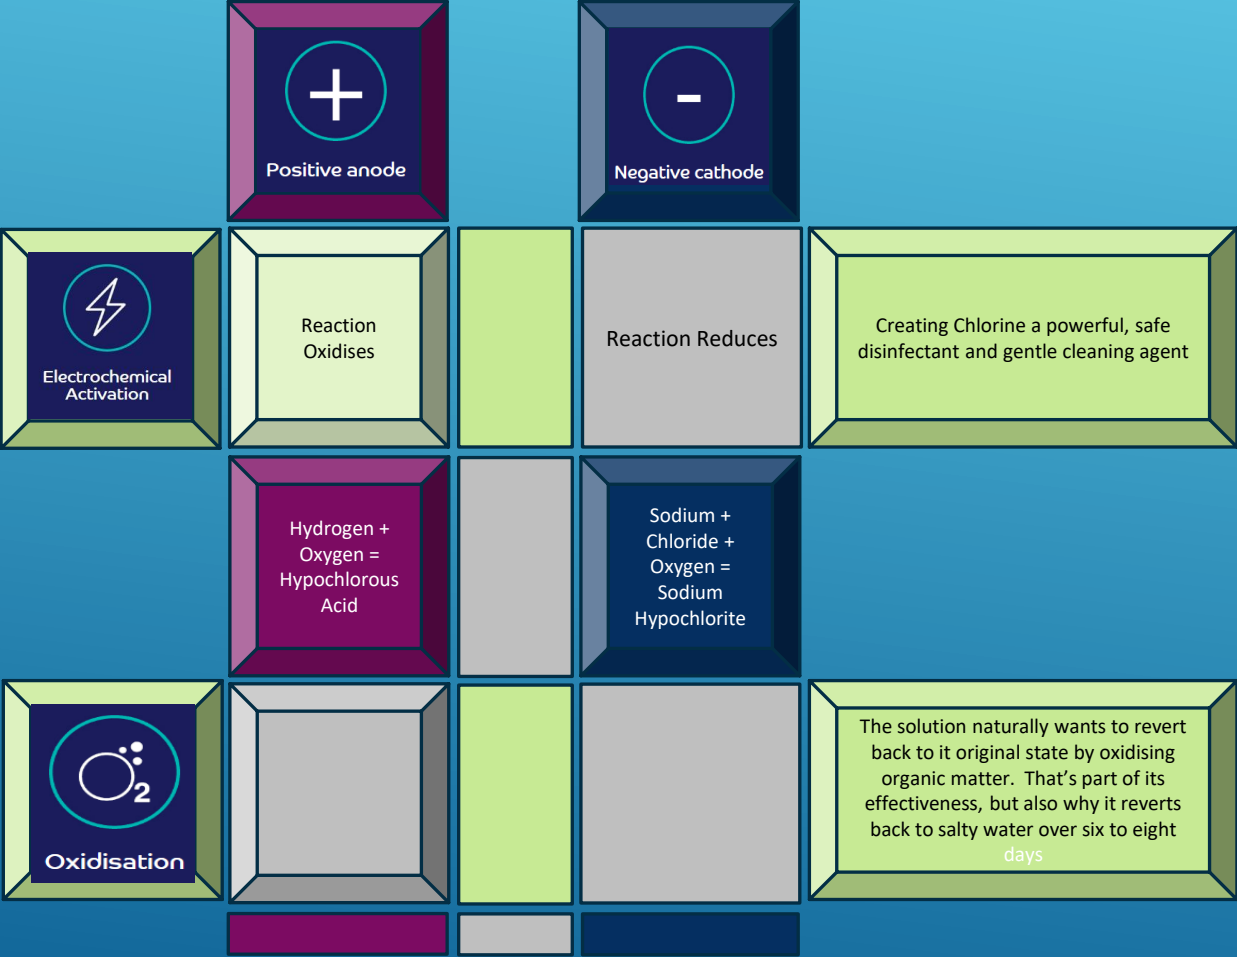 +
Positive anode
-
Negative cathode
Electrochemical
Activation
Reaction
Oxidises
Reaction Reduces
Creating Chlorine a powerful, safe
disinfectant and gentle cleaning agent
Hydrogen +
Oxygen =
Hypochlorous
Acid
Sodium +
Chloride +
Oxygen =
Sodium
Hypochlorite
O2
Oxidisation
The solution naturally wants to revert
back to it original state by oxidising
organic matter.  That's part of its
effectiveness, but also why it reverts
back to salty water over six to eight
days